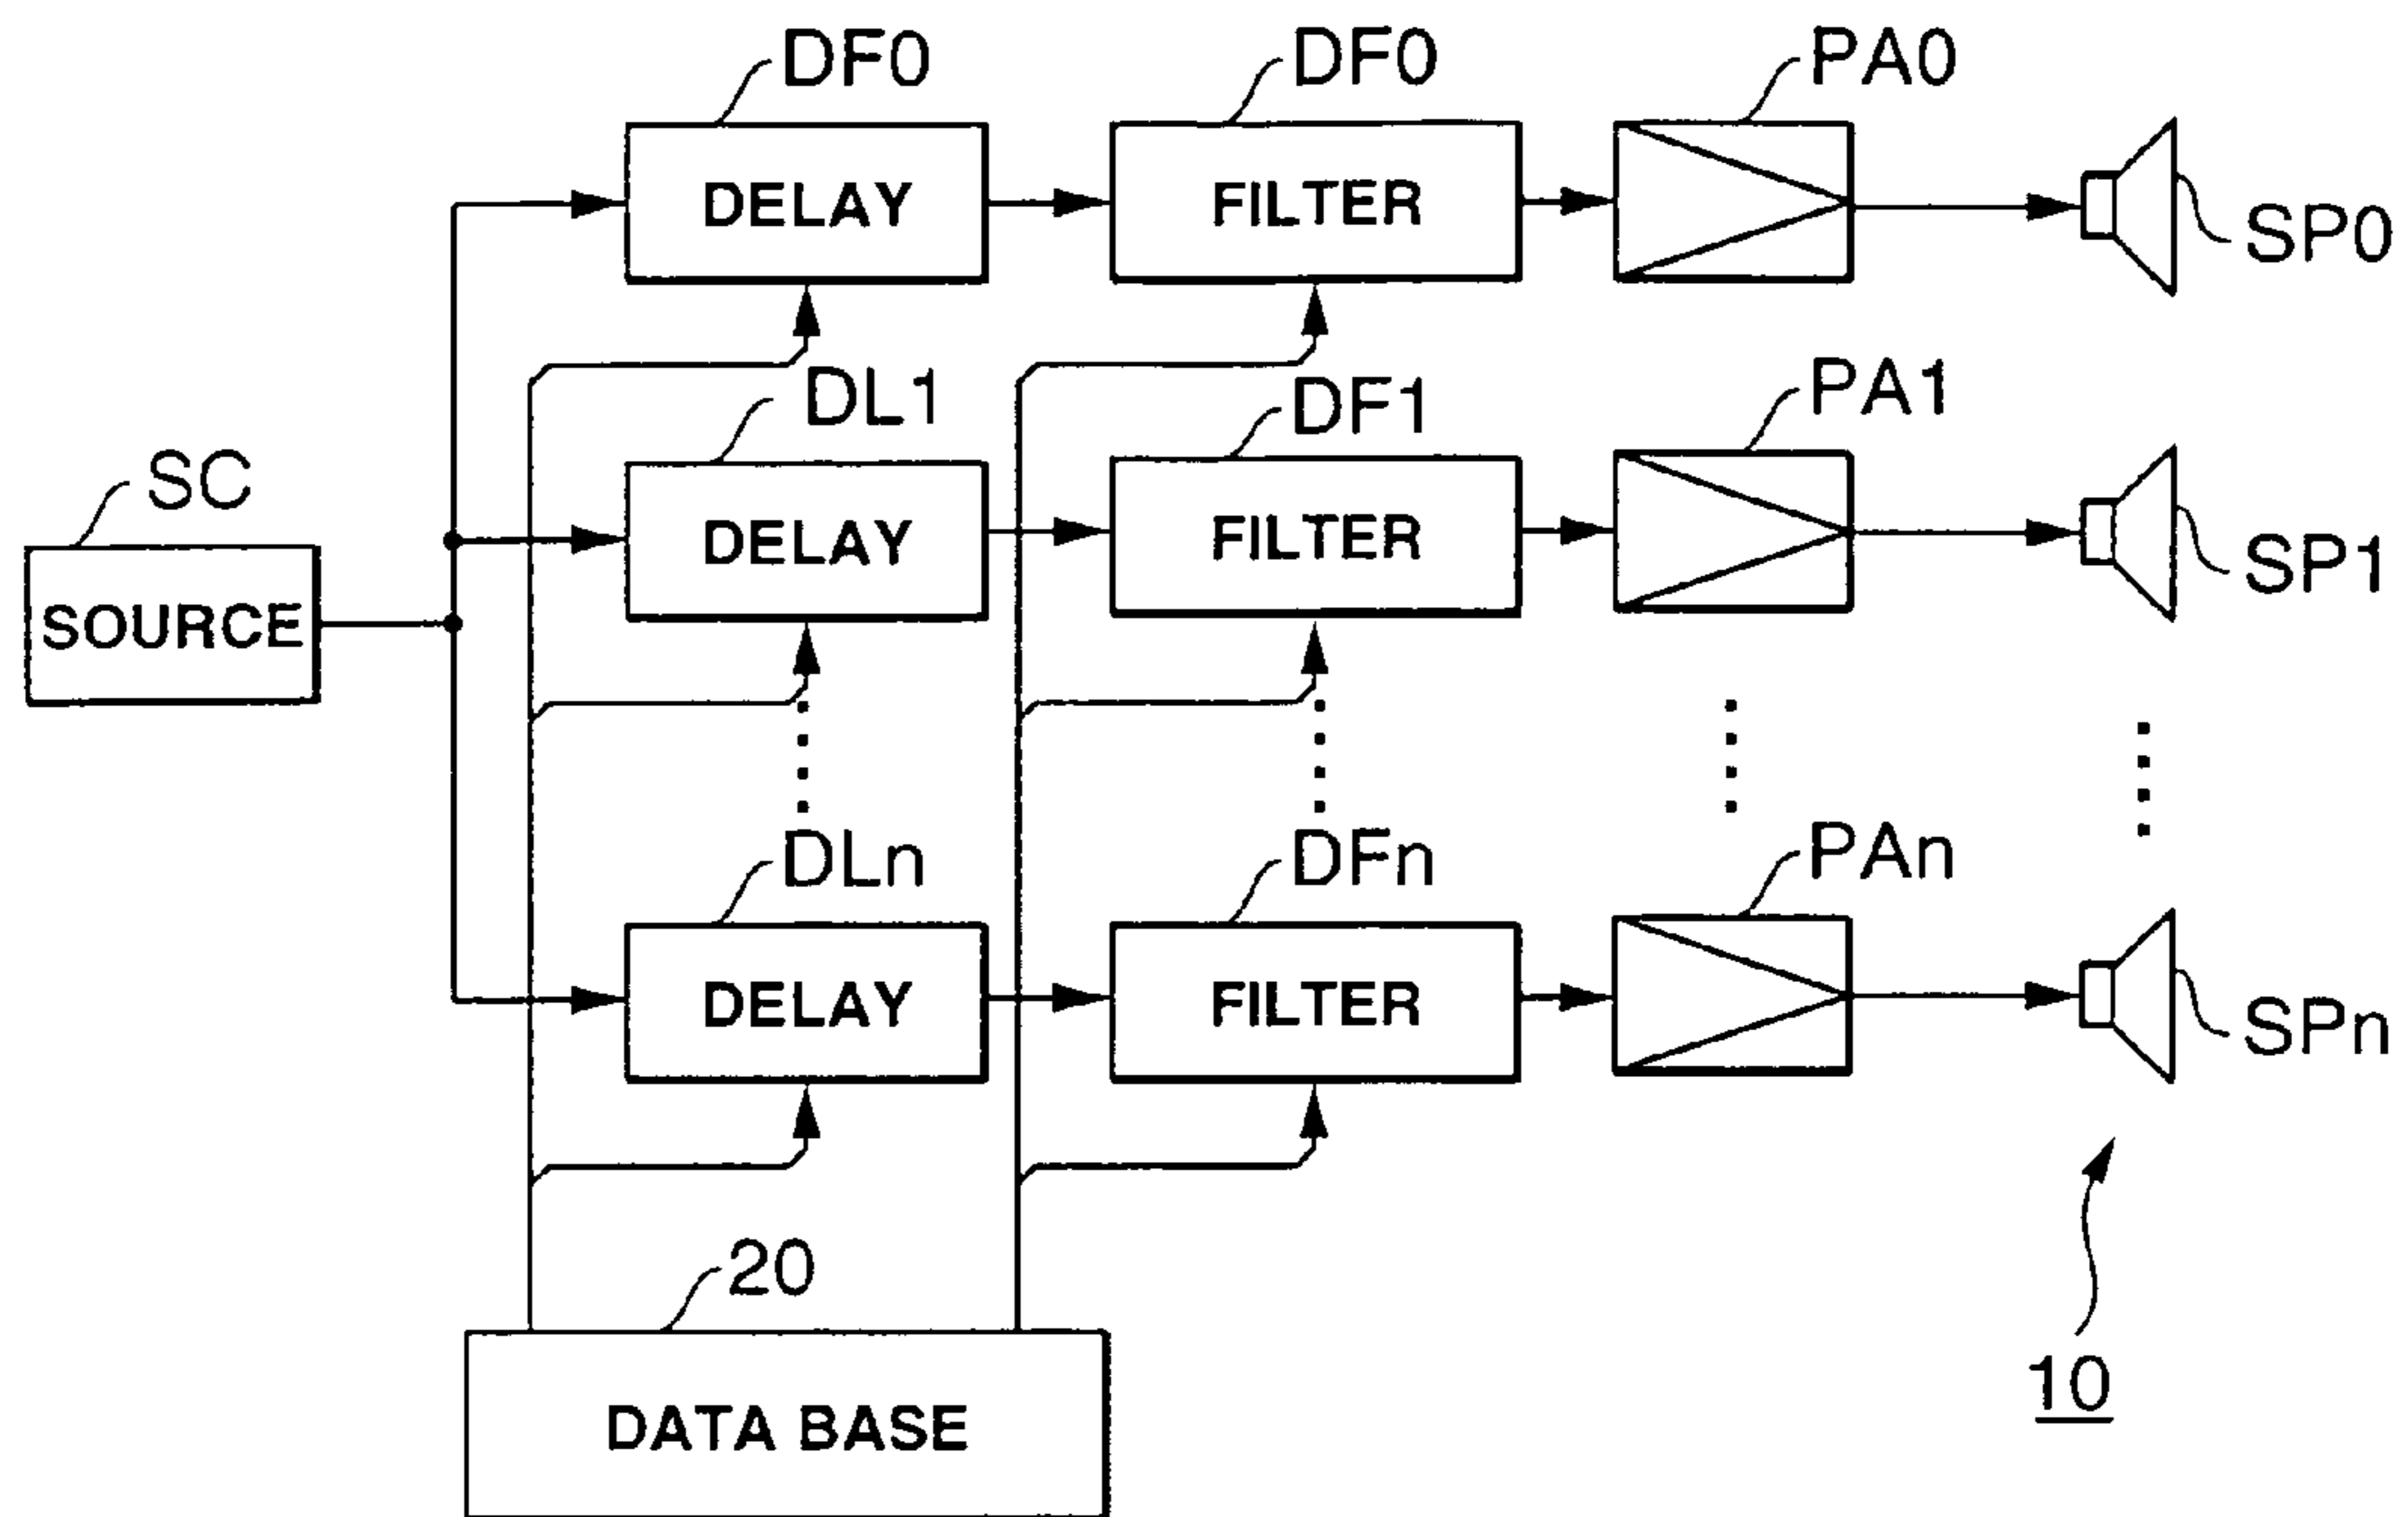 DF0 DF0 PA0
DELAY FILTER
SP0
DL1 DF1 PA1
SC
DELAY FILTER
SP1
SOURCE
DLn DFn PAn
DELAY FILTER
SPn
20
10
DATA BASE